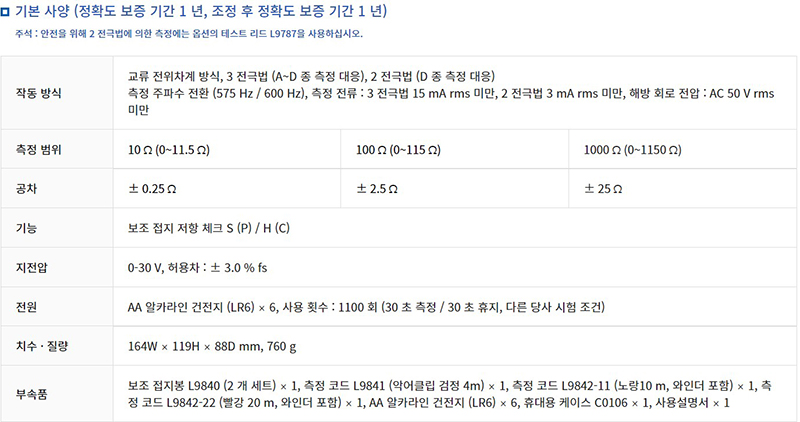 기본 사양 (정확도 보증 기간 1 년, 조정 후 정확도 보증 기간 1 년)
주석 : 안전을 위해 2 전극법에 의한 측정에는 옵션의 테스트 리드 L9787을 사용하십시오.
작동 방식
교류 전위차계 방식, 3 전극법 (A~D 종 측정 대응), 2 전극법 (D 종 측정 대응)
측정 주파수 전환 (575 Hz / 600 Hz), 측정 전류 : 3 전극법 15 mA rms 미만, 2 전극법 3 mA rms 미만, 해방 회로 전압 : AC 50 V rms
미만
측정 범위 10 Ω (0~11.5 Ω) 100 Ω (0~115 Ω) 1000 Ω (0~1150 Ω)
공차 ± 0.25 Ω ± 2.5 Ω ± 25 Ω
기능 보조 접지 저항 체크 S (P) / H (C)
지전압 0-30 V, 허용차 : ± 3.0 % fs
전원 AA 알카라인 건전지 (LR6) × 6, 사용 횟수 : 1100 회 (30 초 측정 / 30 초 휴지, 다른 당사 시험 조건)
치수 · 질량 164W × 119H × 88D mm, 760 g
부속품
보조 접지봉 L9840 (2 개 세트) × 1, 측정 코드 L9841 (악어클립 검정 4m) × 1, 측정 코드 L9842-11 (노랑10 m, 와인더 포함) × 1, 측
정 코드 L9842-22 (빨강 20 m, 와인더 포함) × 1, AA 알카라인 건전지 (LR6) × 6, 휴대용 케이스 C0106 × 1, 사용설명서 × 1